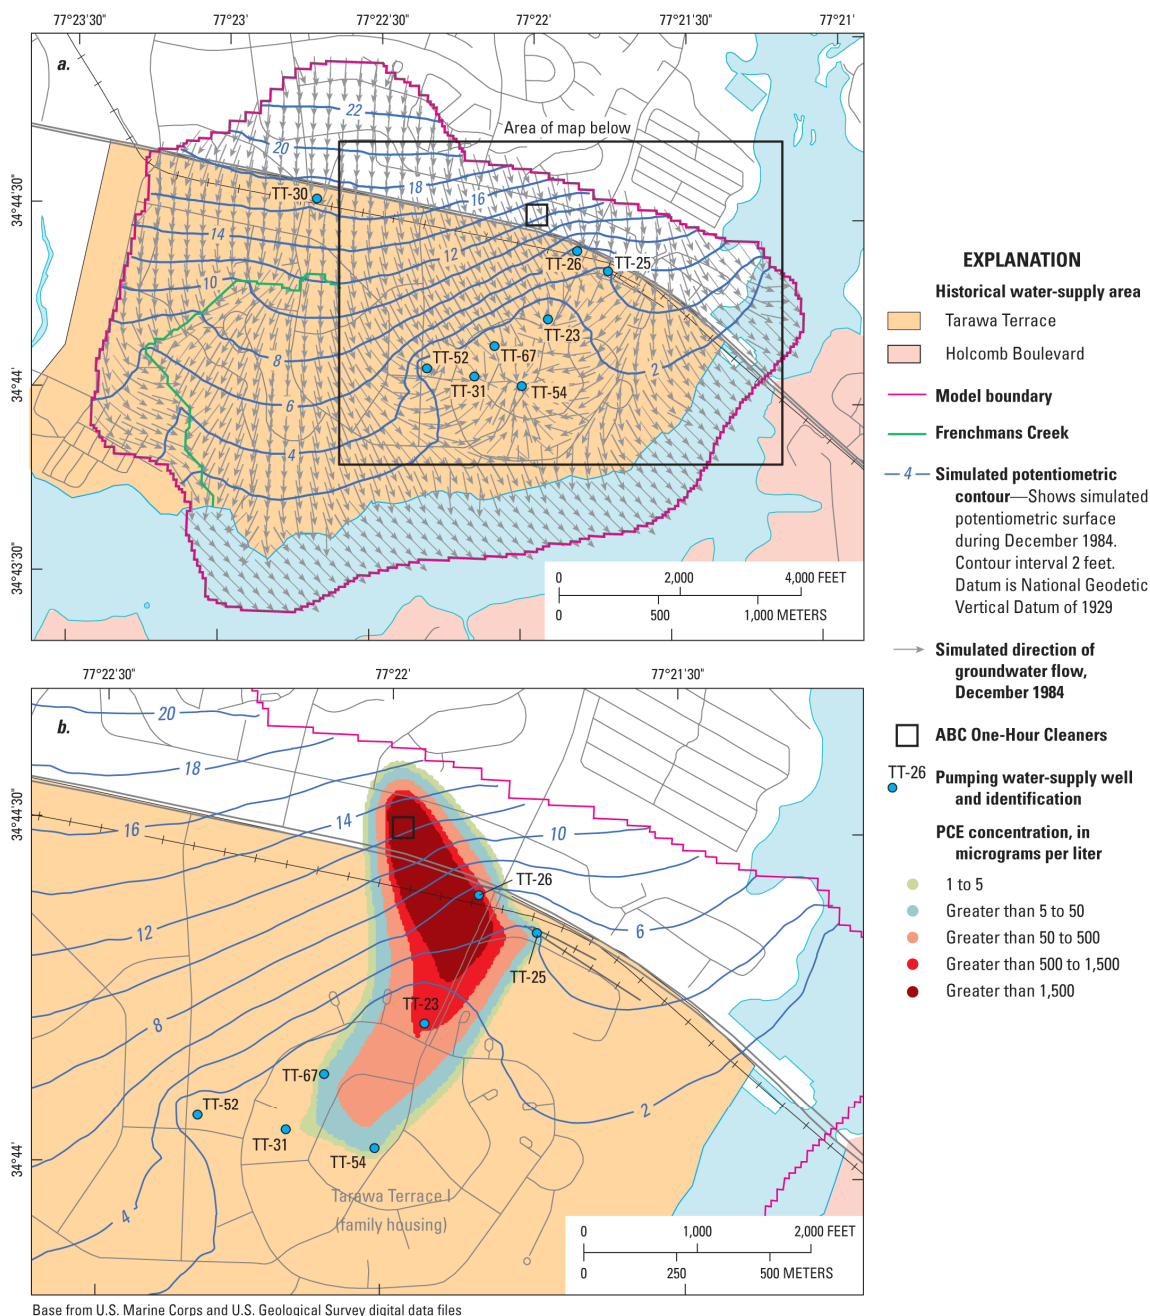 77°23'30"
77°23'
77°22'30"
77°22'
77°21'30"
77°21'
a.
34°44'30"
34°44'
34°43'30"
Area of map below
22
20
18
16
14
12
10
8
6
4
2
TT-30
TT-26
TT-25
TT-23
TT-52
TT-67
TT-31
TT-54
0 2,000 4,000 FEET
0 500 1,000 METERS
77°22'30"
77°22'
77°21'30"
b.
34°44'30"
34°44'
20
18
16
14
12
10
8
6
4
2
TT-26
TT-25
TT-23
TT-67
TT-52
TT-31
TT-54
Tarawa Terrace I
(family housing)
0 1,000 2,000 FEET
0 250 500 METERS
Base from U.S. Marine Corps and U.S. Geological Survey digital data files
EXPLANATION
Historical water-supply area
Tarawa Terrace
Holcomb Boulevard
Model boundary
Frenchmans Creek
4 Simulated potentiometric
contour—Shows simulated
potentiometric surface
during December 1984.
Contour interval 2 feet.
Datum is National Geodetic
Vertical Datum of 1929
Simulated direction of
groundwater flow,
December 1984
ABC One-Hour Cleaners
TT-26 Pumping water-supply well
and identification
PCE concentration, in
micrograms per liter
1 to 5
Greater than 5 to 50
Greater than 50 to 500
Greater than 500 to 1,500
Greater than 1,500